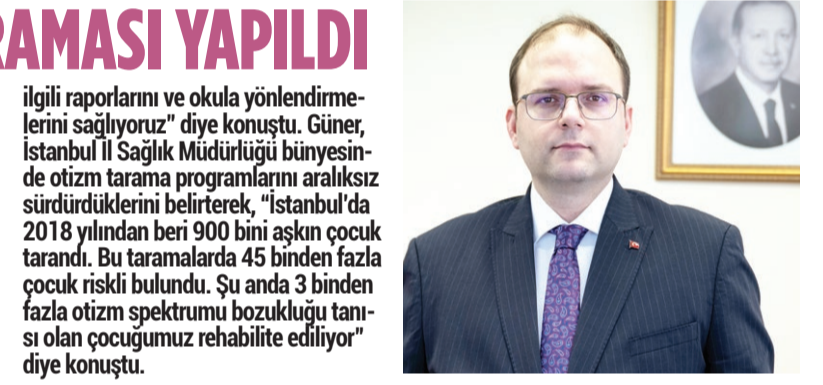 RAMASI YAPILDI
ilgili raporlarını ve okula yönlendirme-
lerini sağlıyoruz” diye konuştu. Güner,
İstanbul İl Sağlık Müdürlüğü bünyesin-
de otizm tarama programlarını aralıksız
sürdürdüklerini belirterek, “İstanbul’da
2018 yılından beri 900 bini aşkın çocuk
tarandı. Bu taramalarda 45 binden fazla
çocuk riskli bulundu. Şu anda 3 binden
fazla otizm spektrumu bozukluğu tanı-
sı olan çocuğumuz rehabilite ediliyor”
diye konuştu.